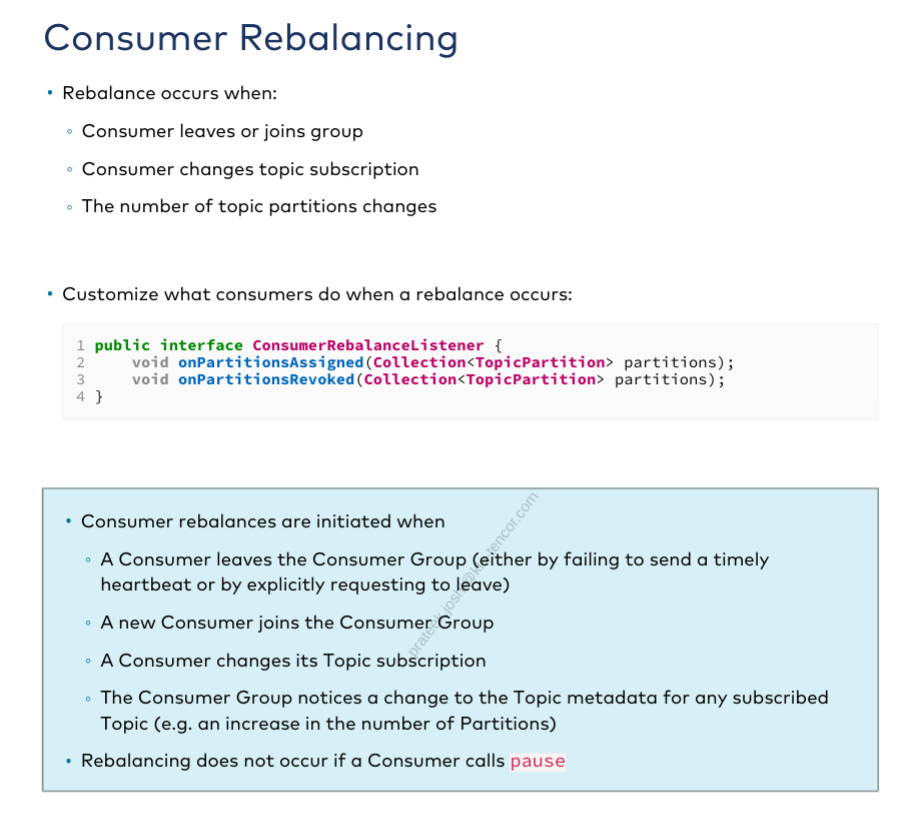 Consumer Rebalancing
• Rebalance occurs when:
◦ Consumer leaves or joins group
◦ Consumer changes topic subscription
◦ The number of topic partitions changes
• Customize what consumers do when a rebalance occurs:
1 public interface ConsumerRebalanceListener {
2     void onPartitionsAssigned(Collection<TopicPartition> partitions);
3     void onPartitionsRevoked(Collection<TopicPartition> partitions);
4 }
• Consumer rebalances are initiated when
◦ A Consumer leaves the Consumer Group (either by failing to send a timely
heartbeat or by explicitly requesting to leave)
◦ A new Consumer joins the Consumer Group
◦ A Consumer changes its Topic subscription
◦ The Consumer Group notices a change to the Topic metadata for any subscribed
Topic (e.g. an increase in the number of Partitions)
• Rebalancing does not occur if a Consumer calls pause